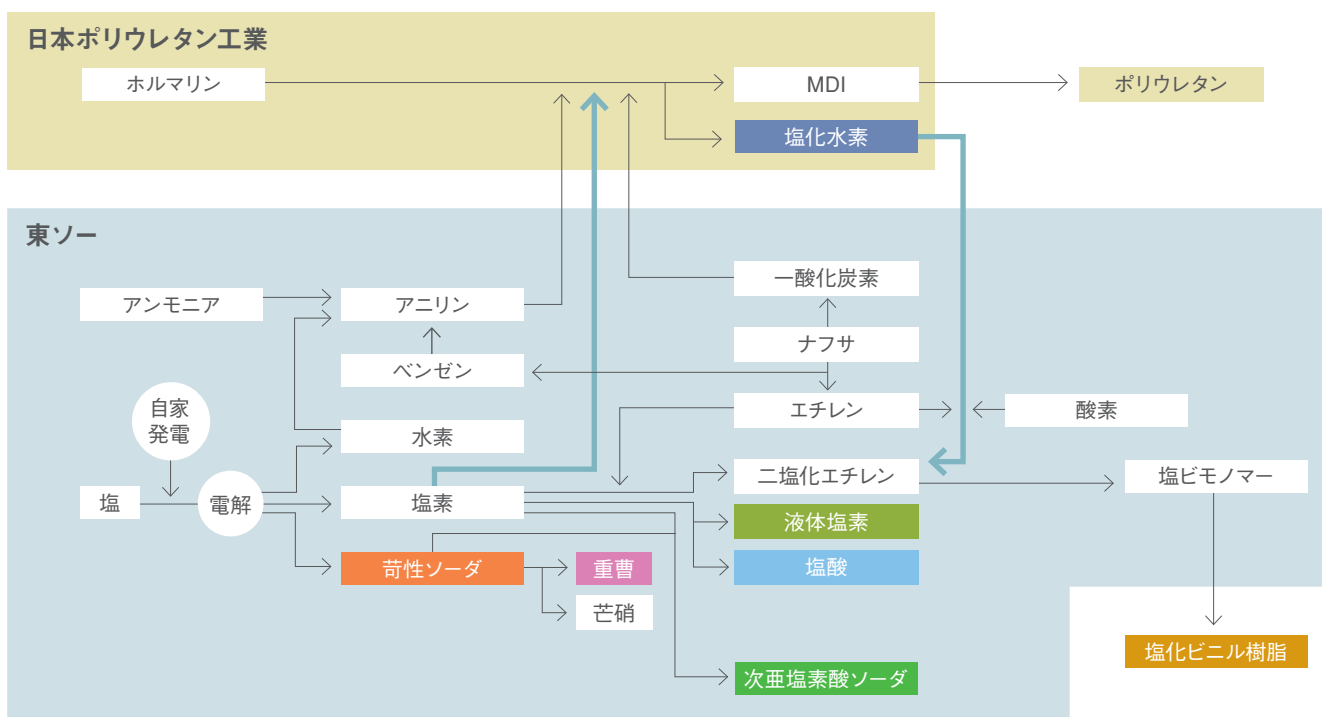 日本ポリウレタン工業
ホルマリン
MDI
ポリウレタン
塩化水素
東ソー
一酸化炭素
アンモニア
アニリン
ナフサ
ベンゼン
自家
発電
エチレン
酸素
水素
二塩化エチレン
塩ビモノマー
塩
電解
塩素
液体塩素
苛性ソーダ
重曹
塩酸
芒硝
塩化ビニル樹脂
次亜塩素酸ソーダ